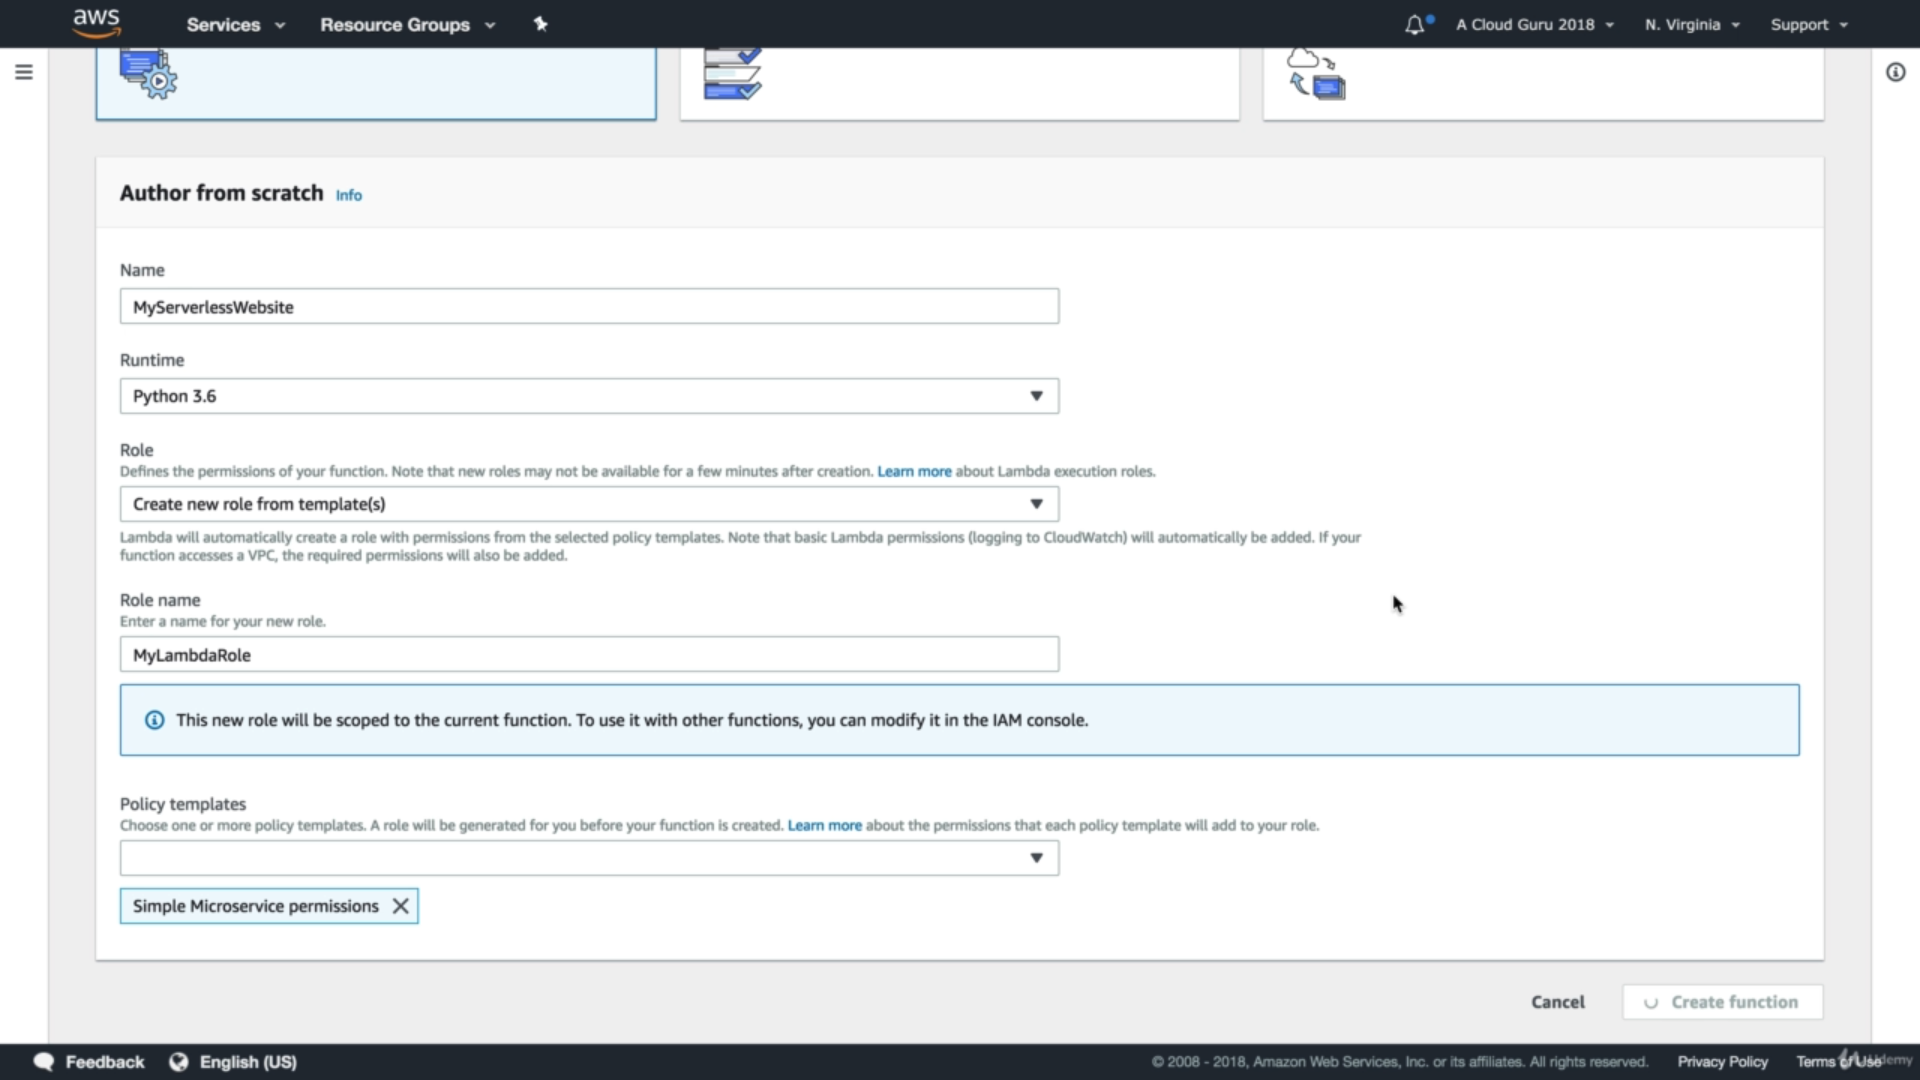 aws Services Resource Groups A Cloud Guru 2018 N. Virginia Support
Author from scratch Info
Name
MyServerlessWebsite
Runtime
Python 3.6
Role
Defines the permissions of your function. Note that new roles may not be available for a few minutes after creation. Learn more about Lambda execution roles.
Create new role from template(s)
Lambda will automatically create a role with permissions from the selected policy templates. Note that basic Lambda permissions (logging to CloudWatch) will automatically be added. If your
function accesses a VPC, the required permissions will also be added.
Role name
Enter a name for your new role.
MyLambdaRole
This new role will be scoped to the current function. To use it with other functions, you can modify it in the IAM console.
Policy templates
Choose one or more policy templates. A role will be generated for you before your function is created. Learn more about the permissions that each policy template will add to your role.
Simple Microservice permissions
Cancel Create function
Feedback English (US) © 2008 - 2018, Amazon Web Services, Inc. or its affiliates. All rights reserved. Privacy Policy Terms of Use